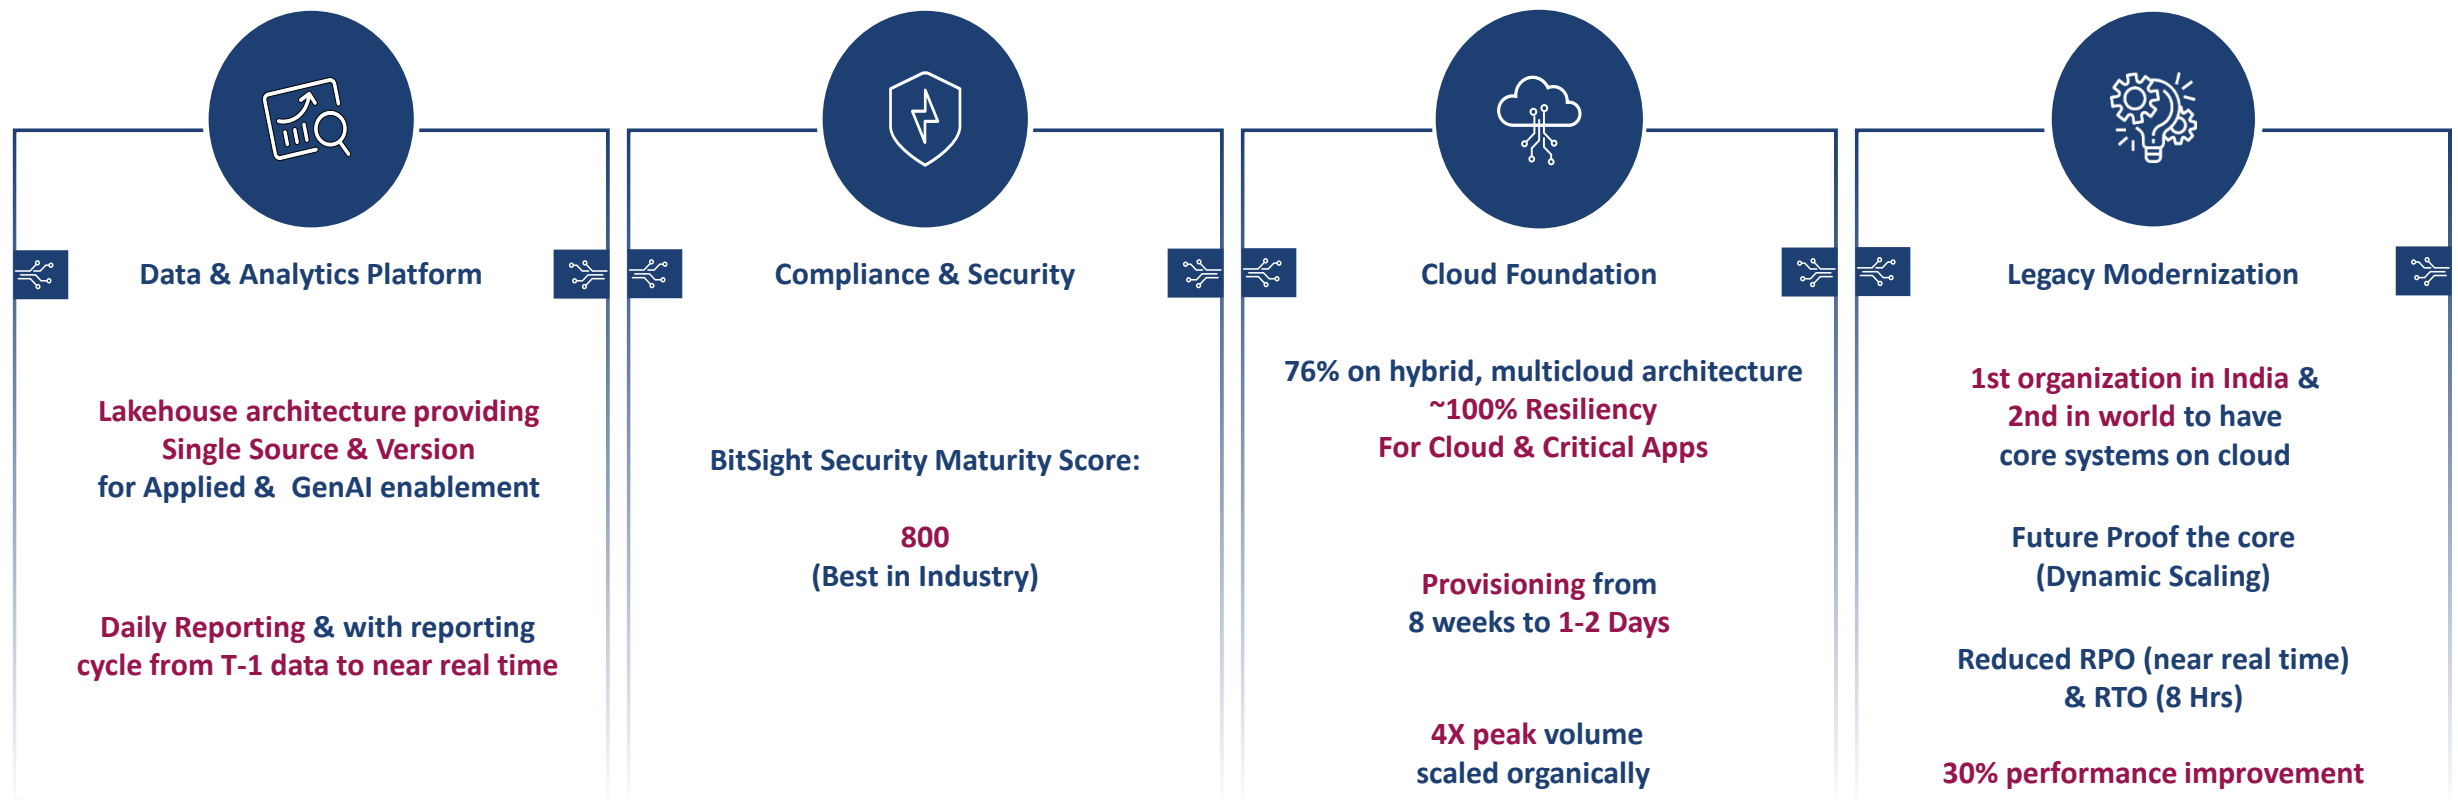 Data & Analytics Platform
Lakehouse architecture providing
Single Source & Version
for Applied & GenAI enablement
Daily Reporting & with reporting
cycle from T-1 data to near real time
Compliance & Security
BitSight Security Maturity Score:
800
(Best in Industry)
Cloud Foundation
76% on hybrid, multicloud architecture
~100% Resiliency
For Cloud & Critical Apps
Provisioning from
8 weeks to 1-2 Days
4X peak volume
scaled organically
Legacy Modernization
1st organization in India &
2nd in world to have
core systems on cloud
Future Proof the core
(Dynamic Scaling)
Reduced RPO (near real time)
& RTO (8 Hrs)
30% performance improvement